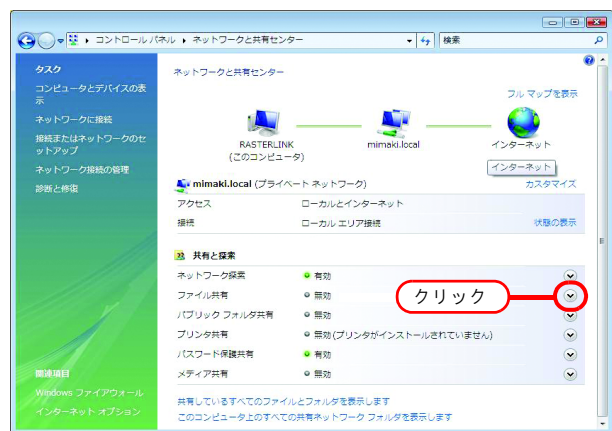 コントロール パネル ▸ ネットワークと共有センター
検索
タスク
コンピュータとデバイスの表
示
ネットワークに接続
接続またはネットワークのセ
ットアップ
ネットワーク接続の管理
診断と修復
関連項目
Windows ファイアウォール
インターネット オプション
ネットワークと共有センター
フル マップを表示
RASTERLINK
(このコンピュータ)
mimaki.local
インターネット
インターネット
mimaki.local (プライベート ネットワーク)
カスタマイズ
アクセス ローカルとインターネット
接続 ローカル エリア接続 状態の表示
共有と探索
ネットワーク探索 有効
ファイル共有 無効
クリック
パブリック フォルダ共有 無効
プリンタ共有 無効(プリンタがインストールされていません)
パスワード保護共有 有効
メディア共有 無効
共有しているすべてのファイルとフォルダを表示します
このコンピュータ上のすべての共有ネットワーク フォルダを表示します